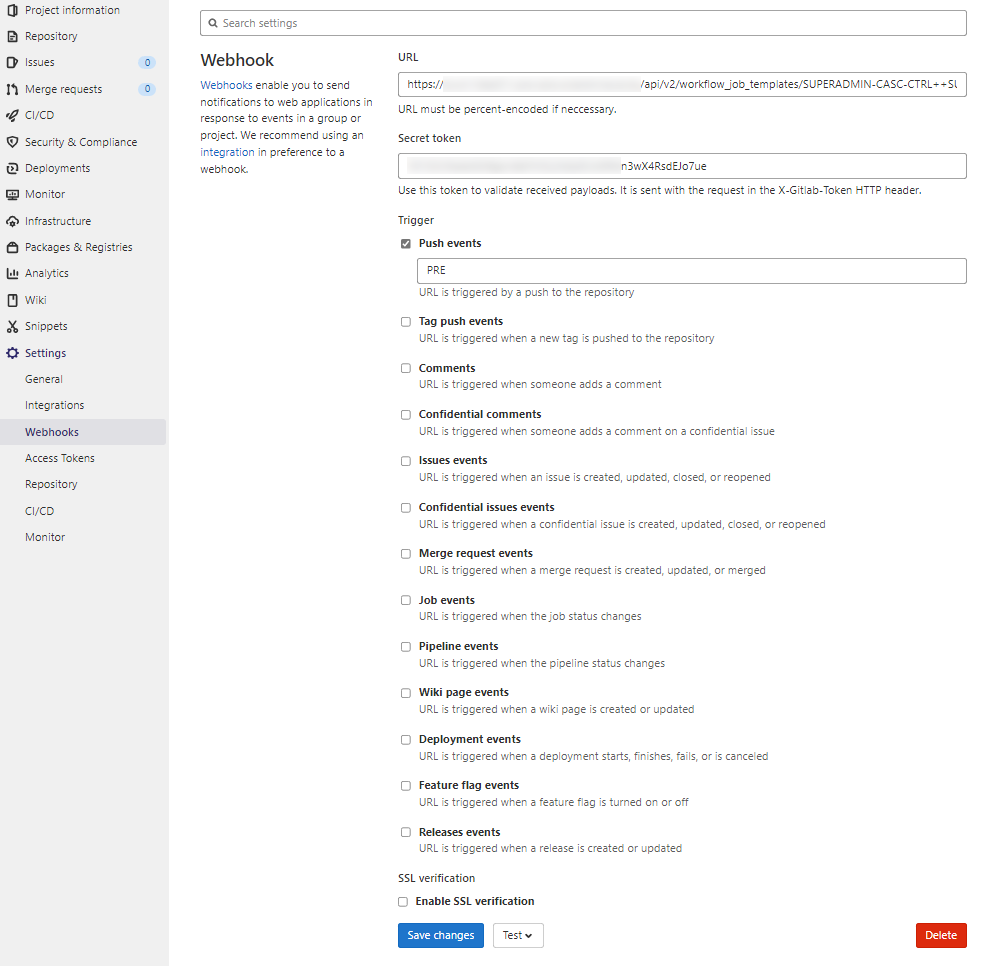 Project information
Repository
Issues 0
Merge requests 0
CI/CD
Security & Compliance
Deployments
Monitor
Infrastructure
Packages & Registries
Analytics
Wiki
Snippets
Settings
General
Integrations
Webhooks
Access Tokens
Repository
CI/CD
Monitor
Search settings
Webhook
Webhooks enable you to send
notifications to web applications in
response to events in a group or
project. We recommend using an
integration in preference to a
webhook.
URL
https:// /api/v2/workflow_job_templates/SUPERADMIN-CASC-CTRL++SU
URL must be percent-encoded if neccessary.
Secret token
n3wX4RsdEJo7ue
Use this token to validate received payloads. It is sent with the request in the X-Gitlab-Token HTTP header.
Trigger
Push events
PRE
URL is triggered by a push to the repository
Tag push events
URL is triggered when a new tag is pushed to the repository
Comments
URL is triggered when someone adds a comment
Confidential comments
URL is triggered when someone adds a comment on a confidential issue
Issues events
URL is triggered when an issue is created, updated, closed, or reopened
Confidential issues events
URL is triggered when a confidential issue is created, updated, closed, or reopened
Merge request events
URL is triggered when a merge request is created, updated, or merged
Job events
URL is triggered when the job status changes
Pipeline events
URL is triggered when the pipeline status changes
Wiki page events
URL is triggered when a wiki page is created or updated
Deployment events
URL is triggered when a deployment starts, finishes, fails, or is canceled
Feature flag events
URL is triggered when a feature flag is turned on or off
Releases events
URL is triggered when a release is created or updated
SSL verification
Enable SSL verification
Save changes
Test
Delete